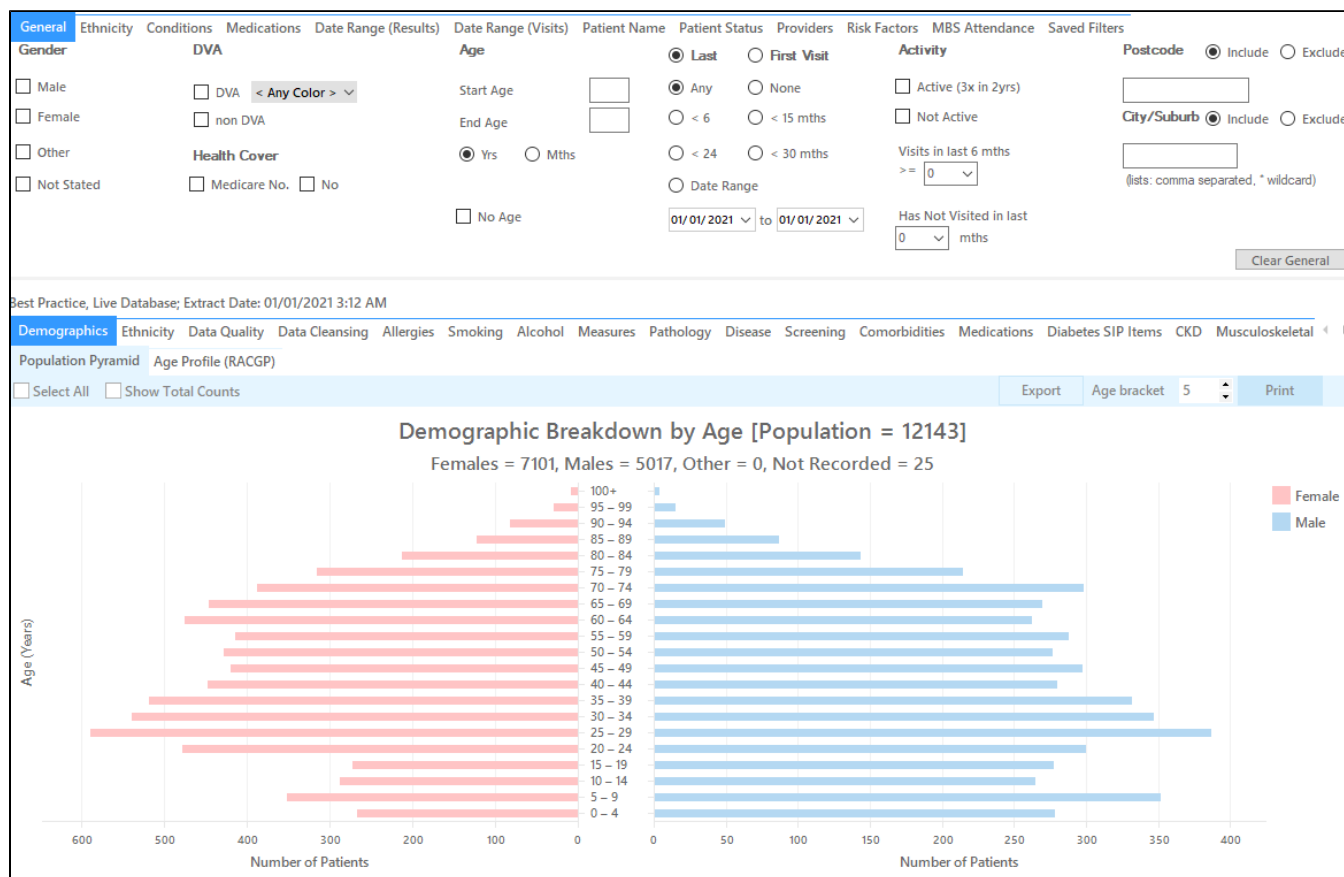 General Ethnicity Conditions Medications Date Range (Results) Date Range (Visits) Patient Name Patient Status Providers Risk Factors MBS Attendance Saved Filters
Gender DVA Age Last First Visit Activity Postcode Include Exclude
Male DVA < Any Color > Start Age Any None Active (3x in 2yrs)
Female non DVA End Age < 6 < 15 mths Not Active City/Suburb Include Exclude
Other Health Cover Yrs Mths < 24 < 30 mths Visits in last 6 mths
>= 0
Not Stated Medicare No. No Date Range (lists: comma separated, * wildcard)
No Age 01/01/2021 to 01/01/2021 Has Not Visited in last
0 mths
Clear General
Best Practice, Live Database; Extract Date: 01/01/2021 3:12 AM
Demographics Ethnicity Data Quality Data Cleansing Allergies Smoking Alcohol Measures Pathology Disease Screening Comorbidities Medications Diabetes SIP Items CKD Musculoskeletal
Population Pyramid Age Profile (RACGP)
Select All Show Total Counts Export Age bracket 5 Print
Demographic Breakdown by Age [Population = 12143]
Females = 7101, Males = 5017, Other = 0, Not Recorded = 25
Female
Male
Age (Years)
100+
95 – 99
90 – 94
85 – 89
80 – 84
75 – 79
70 – 74
65 – 69
60 – 64
55 – 59
50 – 54
45 – 49
40 – 44
35 – 39
30 – 34
25 – 29
20 – 24
15 – 19
10 – 14
5 – 9
0 – 4
600 500 400 300 200 100 0 0 50 100 150 200 250 300 350 400
Number of Patients Number of Patients